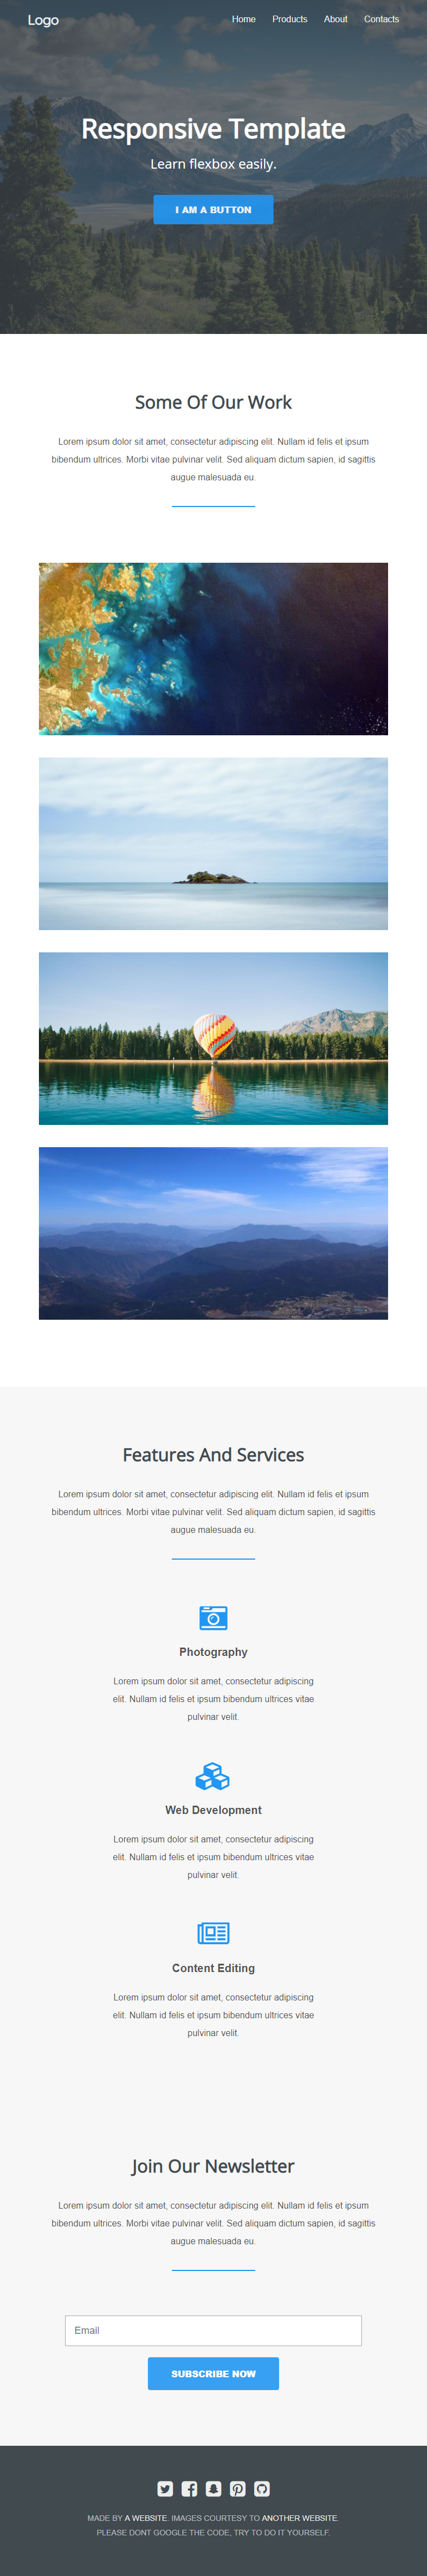 Logo
Home Products About Contacts
Responsive Template
Learn flexbox easily.
I AM A BUTTON
Some Of Our Work
Lorem ipsum dolor sit amet, consectetur adipiscing elit. Nullam id felis et ipsum
bibendum ultrices. Morbi vitae pulvinar velit. Sed aliquam dictum sapien, id sagittis
augue malesuada eu.
Features And Services
Lorem ipsum dolor sit amet, consectetur adipiscing elit. Nullam id felis et ipsum
bibendum ultrices. Morbi vitae pulvinar velit. Sed aliquam dictum sapien, id sagittis
augue malesuada eu.
Photography
Lorem ipsum dolor sit amet, consectetur adipiscing
elit. Nullam id felis et ipsum bibendum ultrices vitae
pulvinar velit.
Web Development
Lorem ipsum dolor sit amet, consectetur adipiscing
elit. Nullam id felis et ipsum bibendum ultrices vitae
pulvinar velit.
Content Editing
Lorem ipsum dolor sit amet, consectetur adipiscing
elit. Nullam id felis et ipsum bibendum ultrices vitae
pulvinar velit.
Join Our Newsletter
Lorem ipsum dolor sit amet, consectetur adipiscing elit. Nullam id felis et ipsum
bibendum ultrices. Morbi vitae pulvinar velit. Sed aliquam dictum sapien, id sagittis
augue malesuada eu.
Email
SUBSCRIBE NOW
MADE BY A WEBSITE. IMAGES COURTESY TO ANOTHER WEBSITE.
PLEASE DONT GOOGLE THE CODE, TRY TO DO IT YOURSELF.